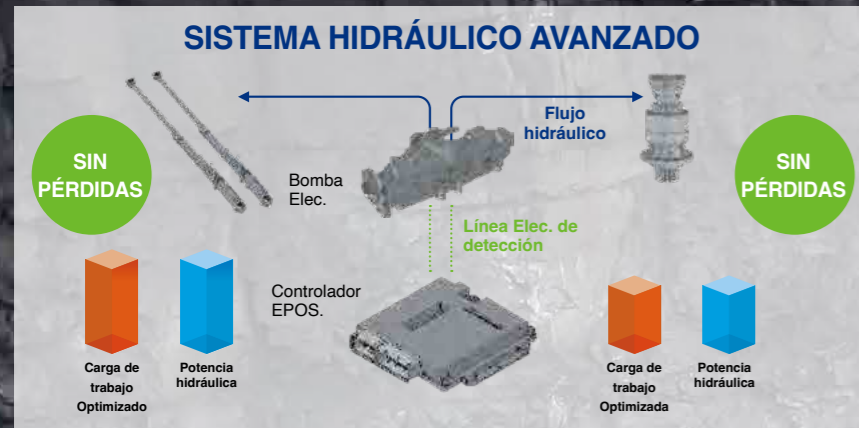 SISTEMA HIDRÁULICO AVANZADO
Flujo
hidráulico
SIN
PÉRDIDAS
SIN
PÉRDIDAS
Bomba
Elec.
Línea Elec. de
detección
Controlador
EPOS.
Carga de
trabajo
Optimizado
Potencia
hidráulica
Carga de
trabajo
Optimizada
Potencia
hidráulica